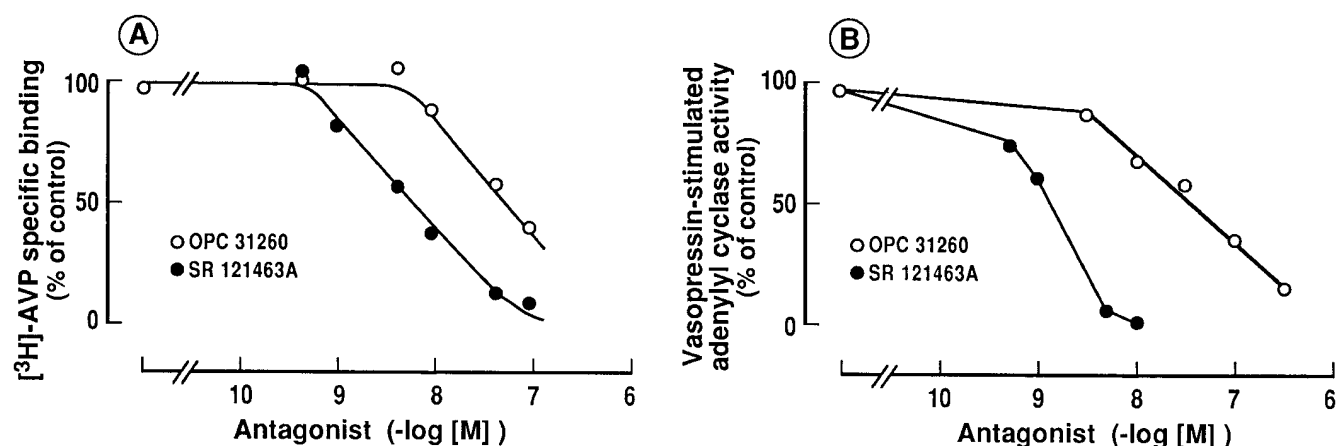 A
[³H]-AVP specific binding
(% of control)
100
50
0
OPC 31260
SR 121463A
10 9 8 7 6
Antagonist (-log [M] )
B
Vasopressin-stimulated
adenylyl cyclase activity
(% of control)
100
50
0
OPC 31260
SR 121463A
10 9 8 7 6
Antagonist (-log [M] )